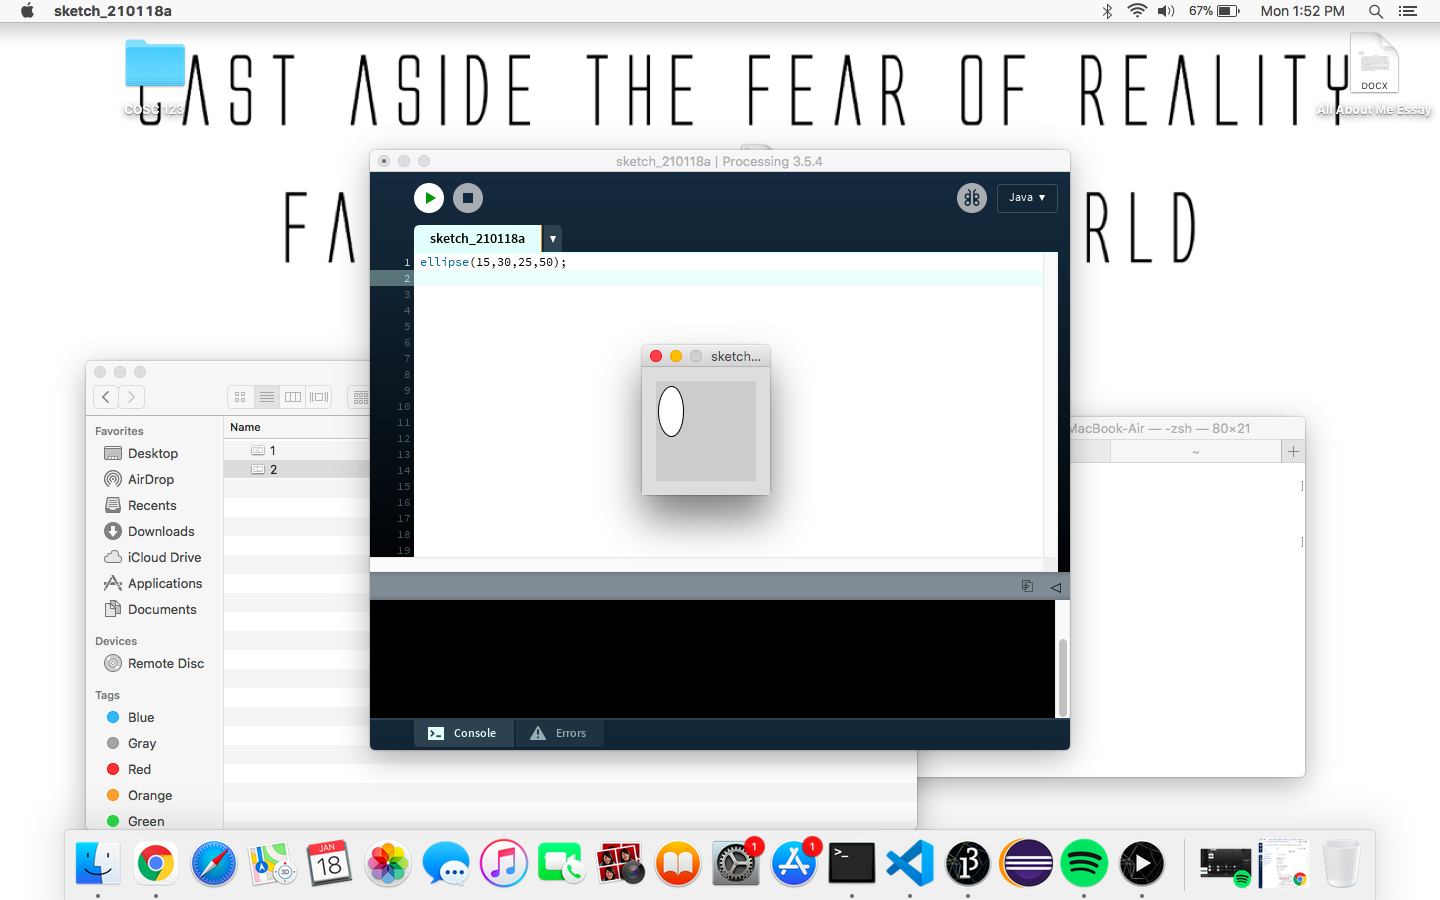 sketch_210118a
67%
Mon 1:52 PM
CAST ASIDE THE FEAR OF REALITY
COSC 123
DOCX
All About Me Essay
sketch_210118a | Processing 3.5.4
Java ▾
FA
RLD
sketch_210118a ▾
1 ellipse(15,30,25,50);
2
3
4
5
6
7
8
9
10
11
12
13
14
15
16
17
18
19
sketch...
Name
1
2
Favorites
Desktop
AirDrop
Recents
Downloads
iCloud Drive
Applications
Documents
Devices
Remote Disc
Tags
Blue
Gray
Red
Orange
Green
MacBook-Air — -zsh — 80×21
~
+
]
]
Console
Errors
JAN
18
3D
1
1
>_